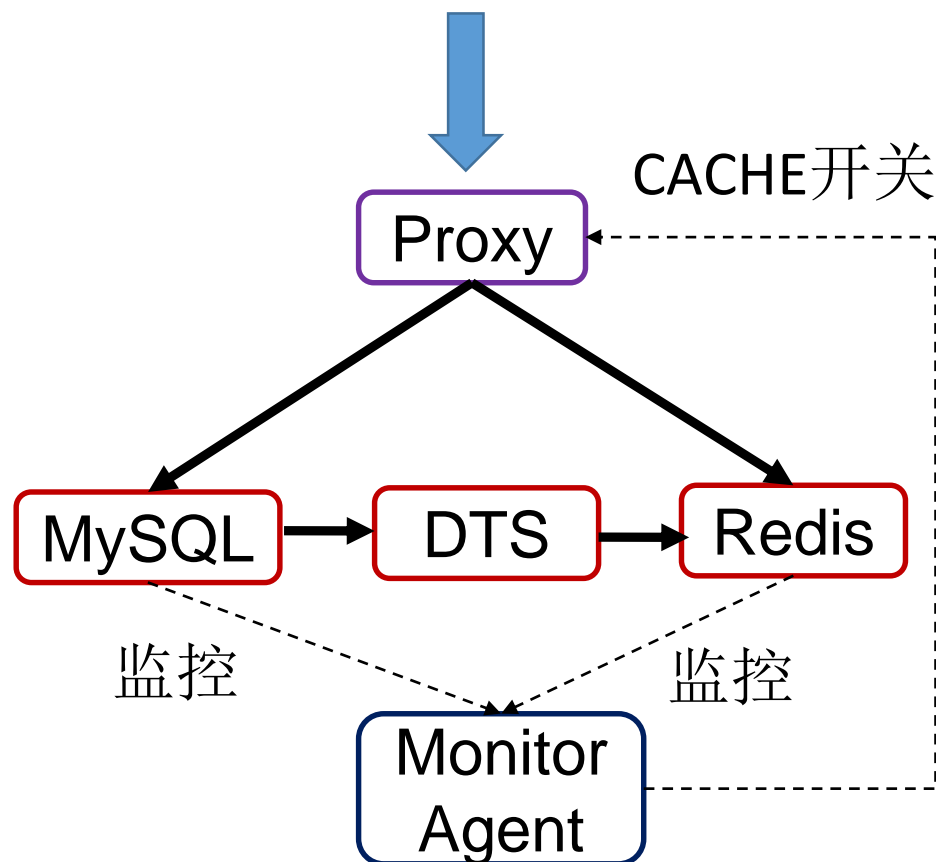 CACHE开关
Proxy
MySQL
DTS
Redis
监控
监控
Monitor
Agent